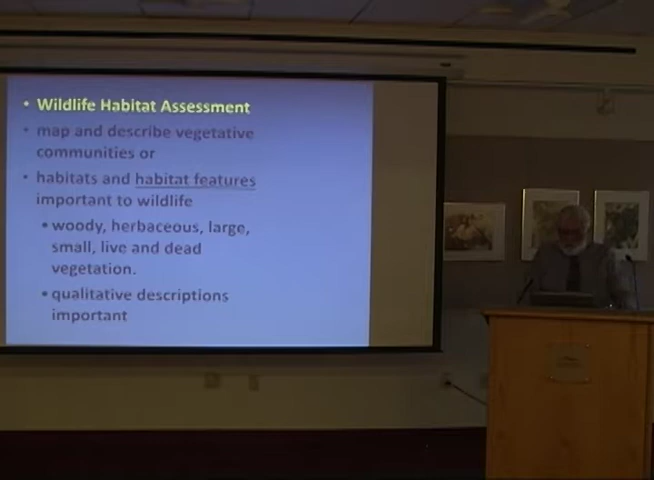 • Wildlife Habitat Assessment
• map and describe vegetative
communities or
• habitats and habitat features
important to wildlife
• woody, herbaceous, large,
small, live and dead
vegetation.
• qualitative descriptions
important